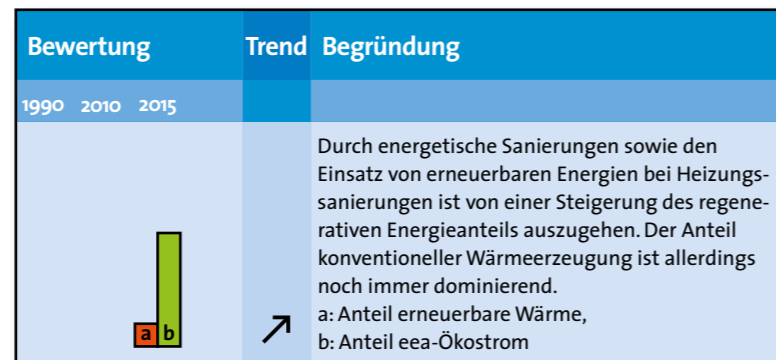 Bewertung Trend Begründung
1990 2010 2015
Durch energetische Sanierungen sowie den
Einsatz von erneuerbaren Energien bei Heizungs-
sanierungen ist von einer Steigerung des regene-
rativen Energieanteils auszugehen. Der Anteil
konventioneller Wärmeerzeugung ist allerdings
noch immer dominierend.
a: Anteil erneuerbare Wärme,
b: Anteil eea-Ökostrom
a b